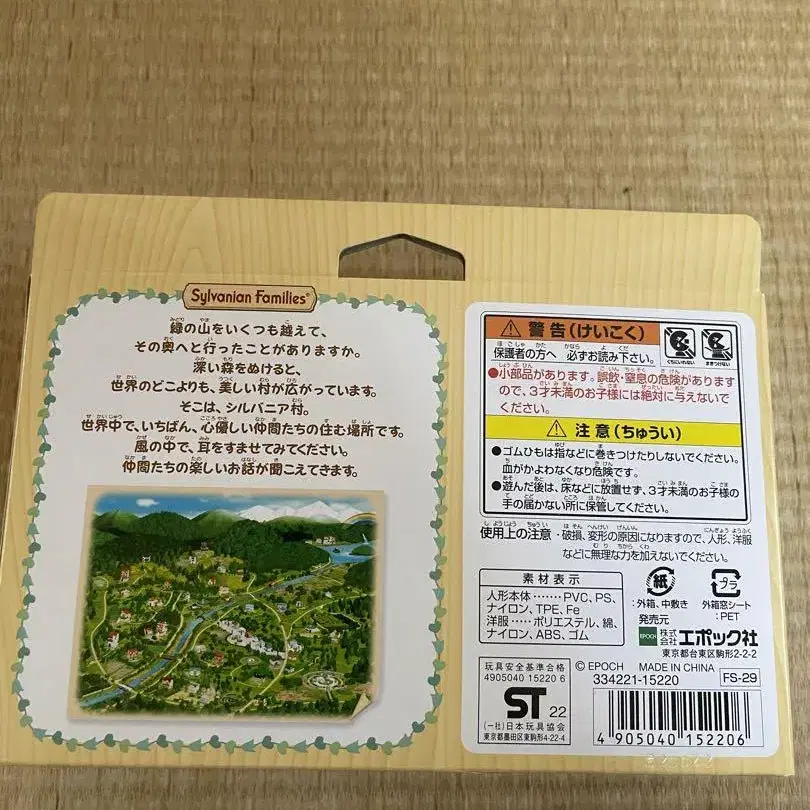 Sylvanian Families®
緑の山をいくつも越えて、
その奥へと行ったことがありますか。
深い森をぬけると、
世界のどこよりも、美しい村が広がっています。
そこは、シルバニア村。
世界中で、いちばん、心優しい仲間たちの住む場所です。
風の中で、耳をすませてみてください。
仲間たちの楽しいお話が聞こえてきます。
警告(けいこく)
保護者の方へ 必ずお読み下さい。
くちにいれない
まきつけない
●小部品があります。誤飲・窒息の危険があります
ので、3才未満のお子様には絶対に与えないで
ください。
注意(ちゅうい)
●ゴムひもは指などに巻きつけたりしないでください。
血がかよわなくなり危険です。
●遊んだ後は、床などに放置せず、3才未満のお子様の
手の届かない所に保管してください。
使用上の注意・破損、変形の原因になりますので、人形、洋服
などに無理な力を加えないでください。
素材表示
人形本体……PVC, PS,
ナイロン, TPE, Fe
洋服……ポリエステル, 綿,
ナイロン, ABS, ゴム
紙
:外箱、中敷き
プラ
:外箱窓シート
:PET
発売元
EPOCH 株式会社 エポック社
東京都台東区駒形2-2-2
玩具安全基準合格
4905040 15220 6
ST 22
(一社)日本玩具協会
東京都墨田区東駒形4-22-4
© EPOCH MADE IN CHINA
334221-15220
FS-29
4 905040 152206